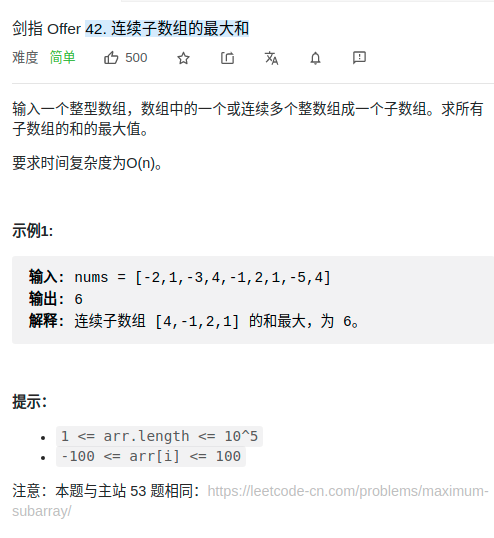 剑指 Offer 42. 连续子数组的最大和
难度 简单 500
输入一个整型数组，数组中的一个或连续多个整数组成一个子数组。求所有
子数组的和的最大值。
要求时间复杂度为O(n)。
示例1:
输入: nums = [-2,1,-3,4,-1,2,1,-5,4]
输出: 6
解释: 连续子数组 [4,-1,2,1] 的和最大，为 6。
提示：
1 <= arr.length <= 10^5
-100 <= arr[i] <= 100
注意：本题与主站 53 题相同：https://leetcode-cn.com/problems/maximum-
subarray/